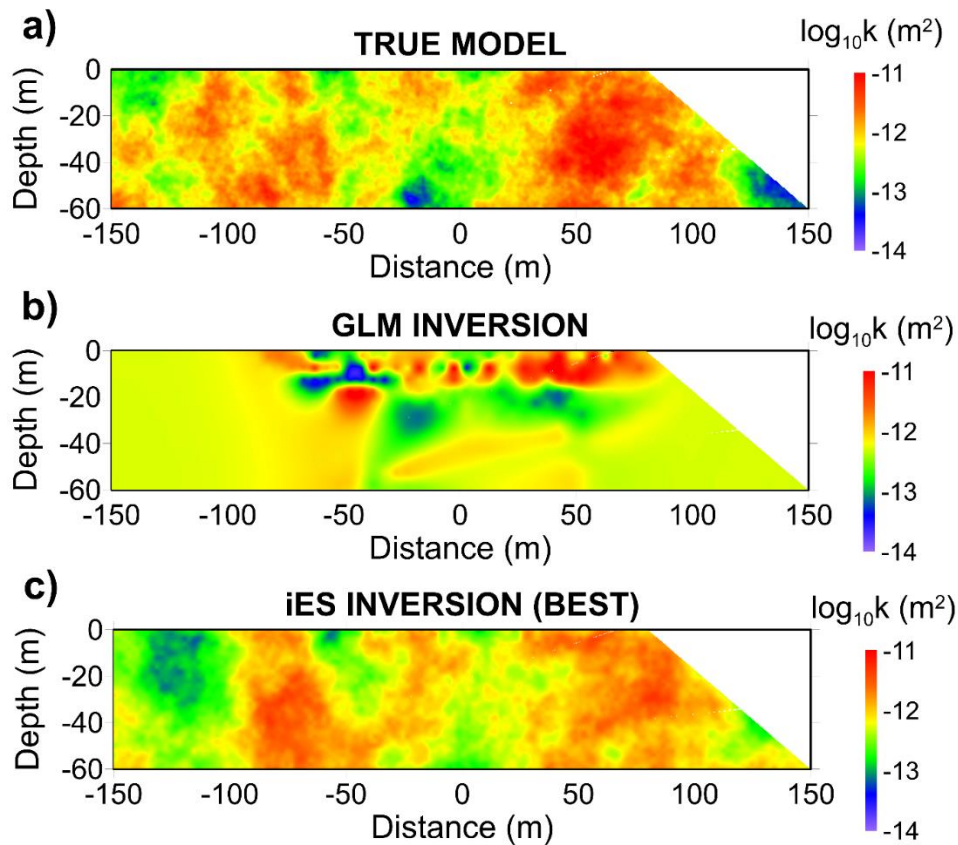 a)
TRUE MODEL
log₁₀k (m²)
Depth (m)
0
-20
-40
-60
-150 -100 -50 0 50 100 150
Distance (m)
-11
-12
-13
-14
b)
GLM INVERSION
log₁₀k (m²)
Depth (m)
0
-20
-40
-60
-150 -100 -50 0 50 100 150
Distance (m)
-11
-12
-13
-14
c)
iES INVERSION (BEST)
log₁₀k (m²)
Depth (m)
0
-20
-40
-60
-150 -100 -50 0 50 100 150
Distance (m)
-11
-12
-13
-14